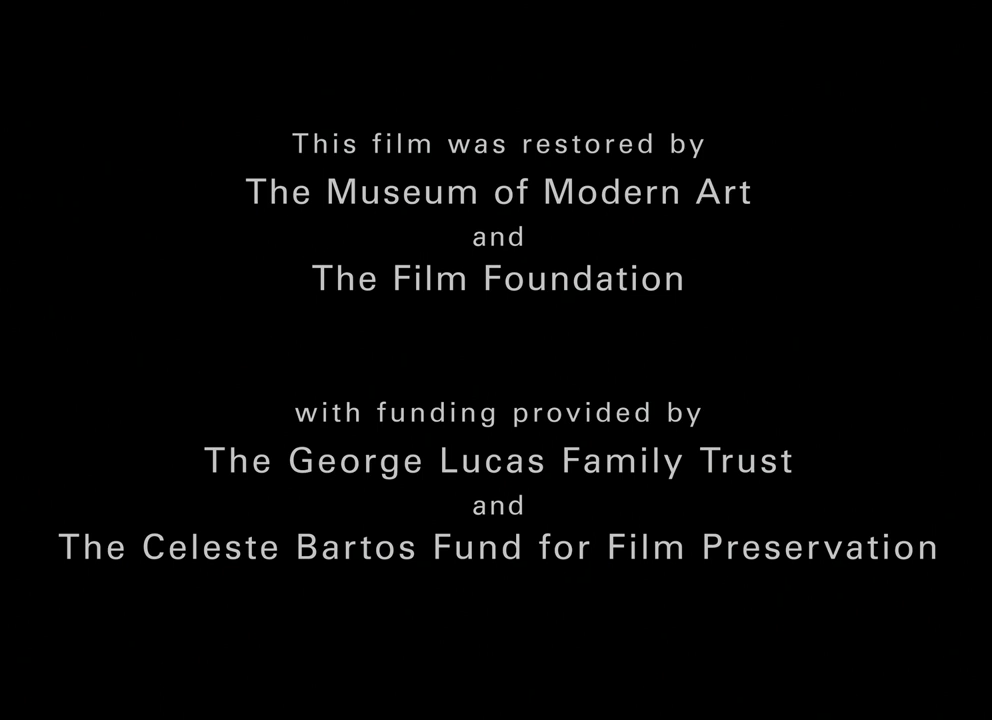 This film was restored by
The Museum of Modern Art
and
The Film Foundation
with funding provided by
The George Lucas Family Trust
and
The Celeste Bartos Fund for Film Preservation